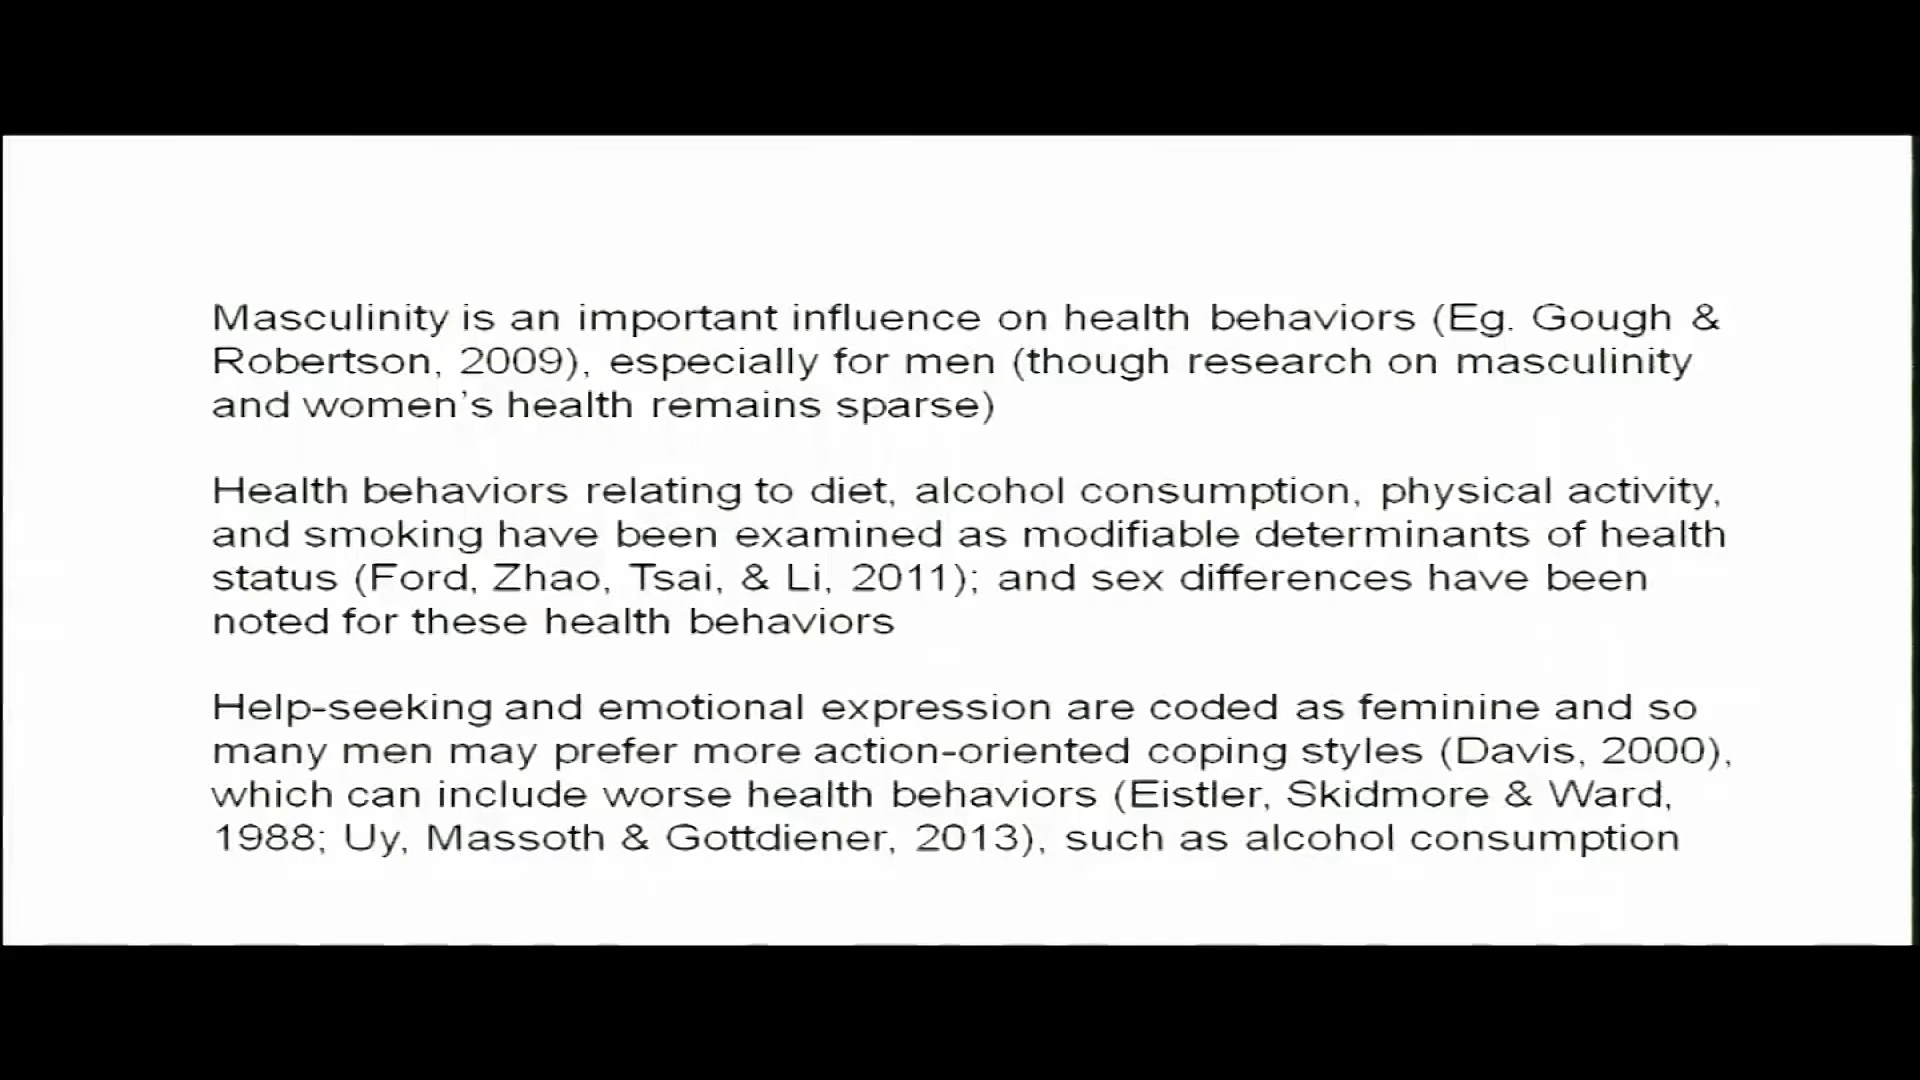 Masculinity is an important influence on health behaviors (Eg. Gough &
Robertson, 2009), especially for men (though research on masculinity
and women's health remains sparse)
Health behaviors relating to diet, alcohol consumption, physical activity,
and smoking have been examined as modifiable determinants of health
status (Ford, Zhao, Tsai, & Li, 2011); and sex differences have been
noted for these health behaviors
Help-seeking and emotional expression are coded as feminine and so
many men may prefer more action-oriented coping styles (Davis, 2000),
which can include worse health behaviors (Eistler, Skidmore & Ward,
1988; Uy, Massoth & Gottdiener, 2013), such as alcohol consumption